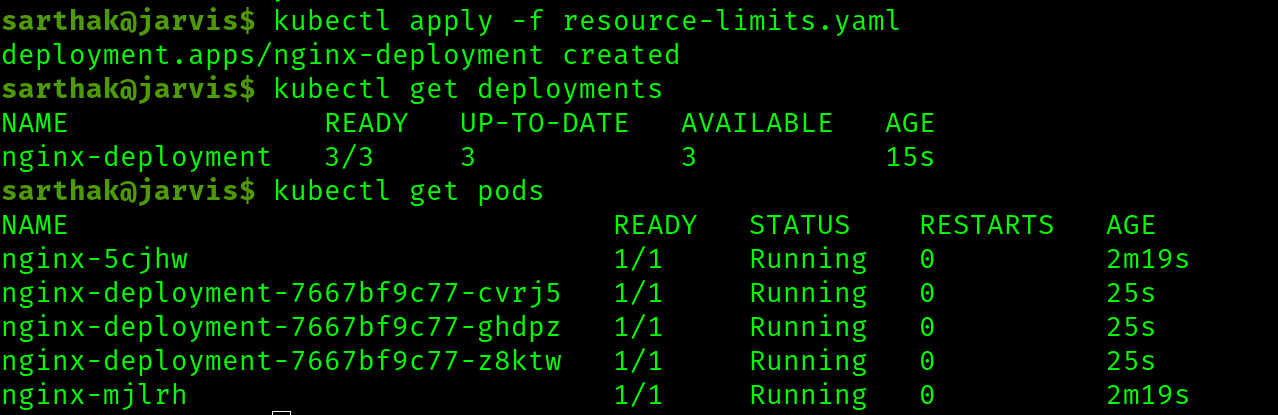 sarthak@jarvis$ kubectl apply -f resource-limits.yaml
deployment.apps/nginx-deployment created
sarthak@jarvis$ kubectl get deployments
NAME               READY   UP-TO-DATE   AVAILABLE   AGE
nginx-deployment   3/3     3            3           15s
sarthak@jarvis$ kubectl get pods
NAME                                READY   STATUS    RESTARTS   AGE
nginx-5cjhw                         1/1     Running   0          2m19s
nginx-deployment-7667bf9c77-cvrj5   1/1     Running   0          25s
nginx-deployment-7667bf9c77-ghdpz   1/1     Running   0          25s
nginx-deployment-7667bf9c77-z8ktw   1/1     Running   0          25s
nginx-mjlrh                         1/1     Running   0          2m19s